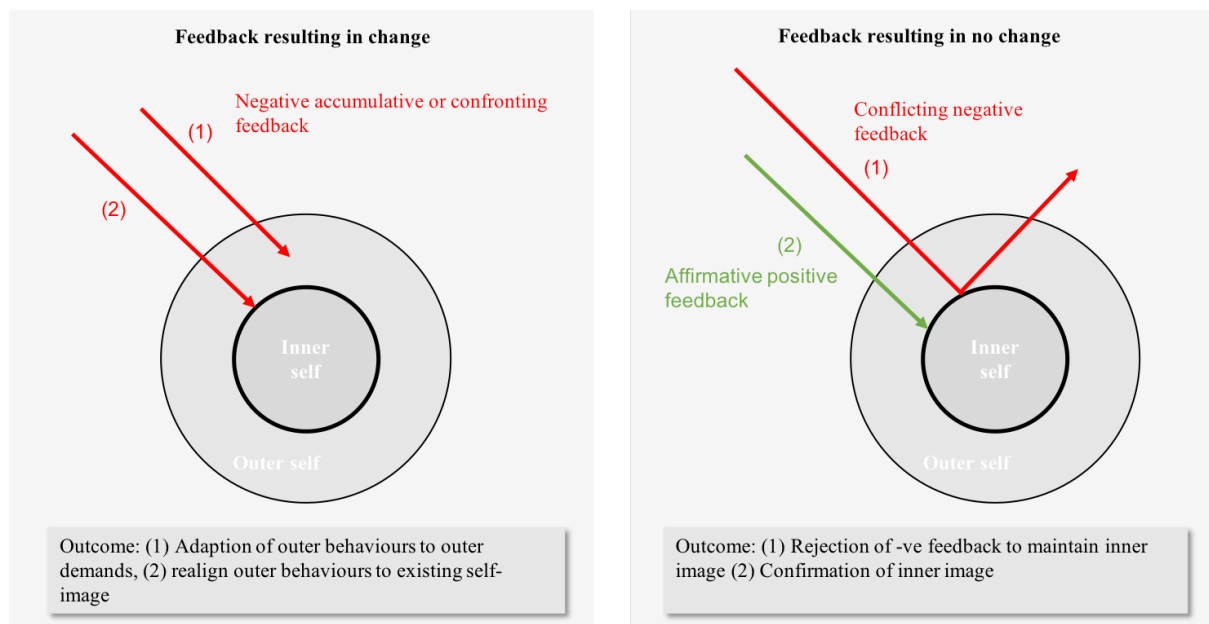 Feedback resulting in change
Negative accumulative or confronting
feedback
(1)
(2)
Inner
self
Outer self
Outcome: (1) Adaption of outer behaviours to outer
demands, (2) realign outer behaviours to existing self-
image
Feedback resulting in no change
Conflicting negative
feedback
(1)
(2)
Affirmative positive
feedback
Inner
self
Outer self
Outcome: (1) Rejection of -ve feedback to maintain inner
image (2) Confirmation of inner image